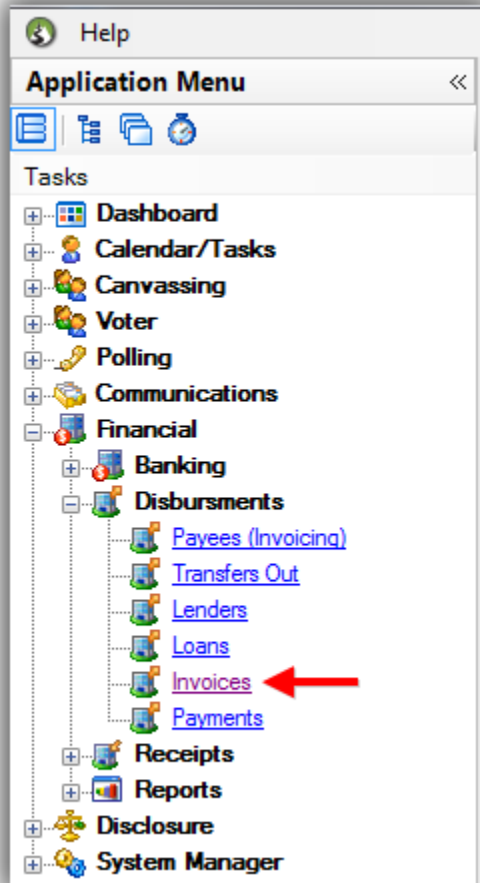 Help
Application Menu
Tasks
Dashboard
Calendar/Tasks
Canvassing
Voter
Polling
Communications
Financial
Banking
Disbursments
Payees (Invoicing)
Transfers Out
Lenders
Loans
Invoices
Payments
Receipts
Reports
Disclosure
System Manager